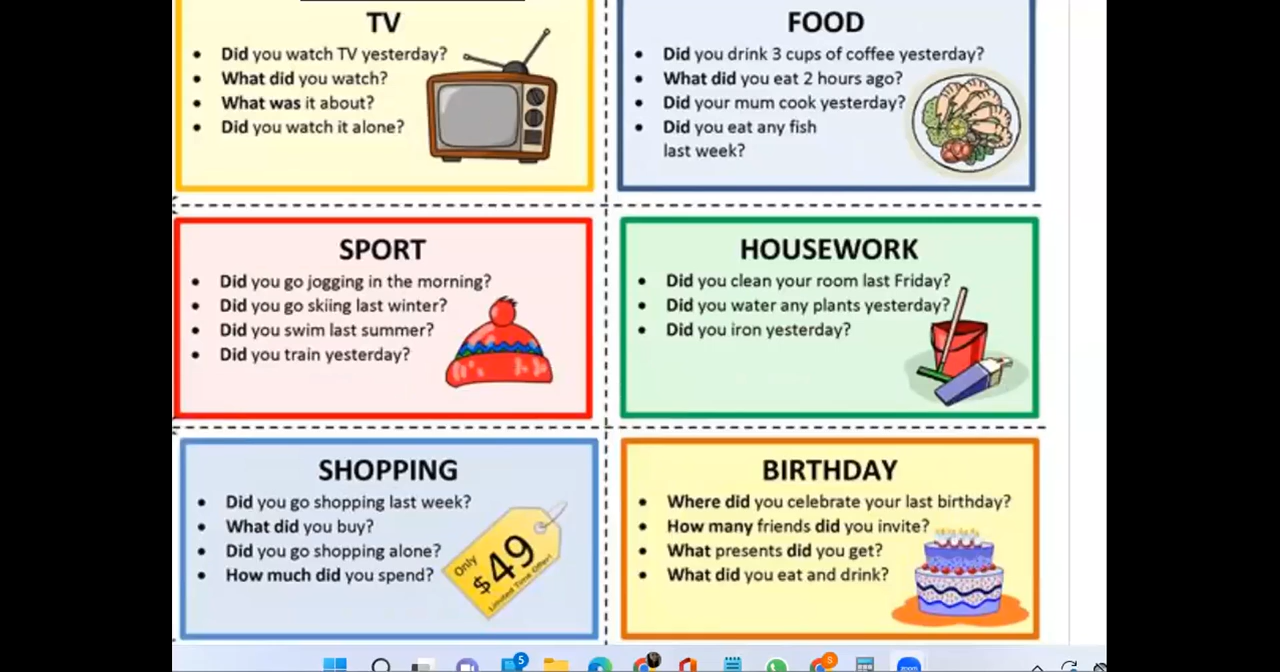 TV
• Did you watch TV yesterday?
• What did you watch?
• What was it about?
• Did you watch it alone?
FOOD
• Did you drink 3 cups of coffee yesterday?
• What did you eat 2 hours ago?
• Did your mum cook yesterday?
• Did you eat any fish
last week?
SPORT
• Did you go jogging in the morning?
• Did you go skiing last winter?
• Did you swim last summer?
• Did you train yesterday?
HOUSEWORK
• Did you clean your room last Friday?
• Did you water any plants yesterday?
• Did you iron yesterday?
SHOPPING
• Did you go shopping last week?
• What did you buy?
• Did you go shopping alone?
• How much did you spend?
Only
$49
Limited Time Offer!
BIRTHDAY
• Where did you celebrate your last birthday?
• How many friends did you invite?
• What presents did you get?
• What did you eat and drink?
5
S
zoom